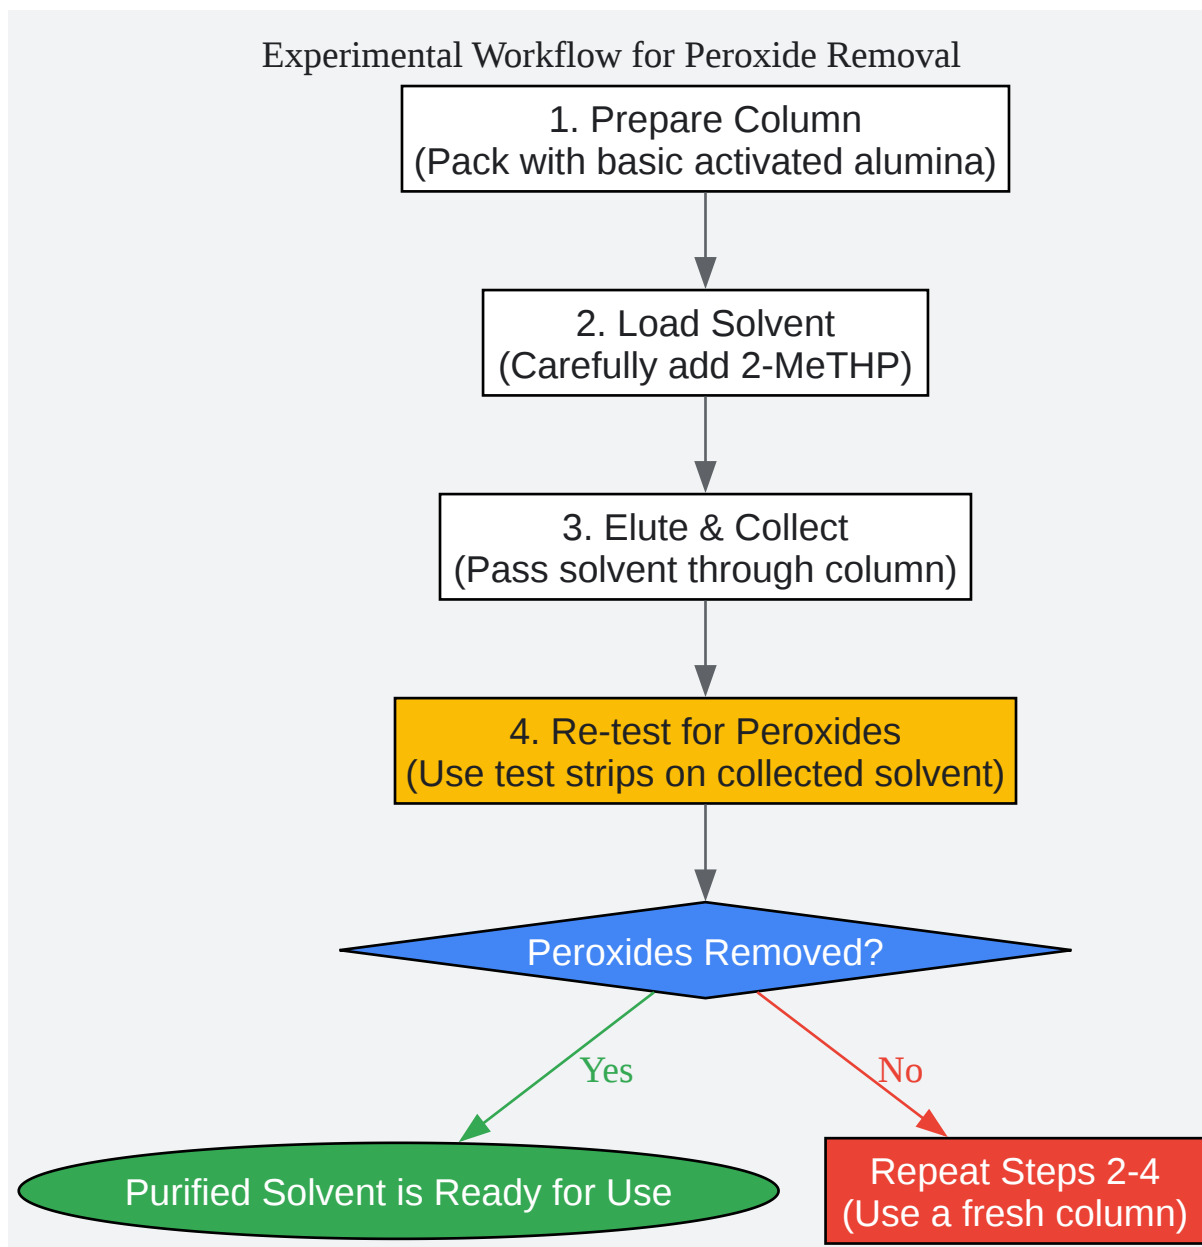 Experimental Workflow for Peroxide Removal
1. Prepare Column
(Pack with basic activated alumina)
2. Load Solvent
(Carefully add 2-MeTHP)
3. Elute & Collect
(Pass solvent through column)
4. Re-test for Peroxides
(Use test strips on collected solvent)
Peroxides Removed?
Yes
No
Purified Solvent is Ready for Use
Repeat Steps 2-4
(Use a fresh column)